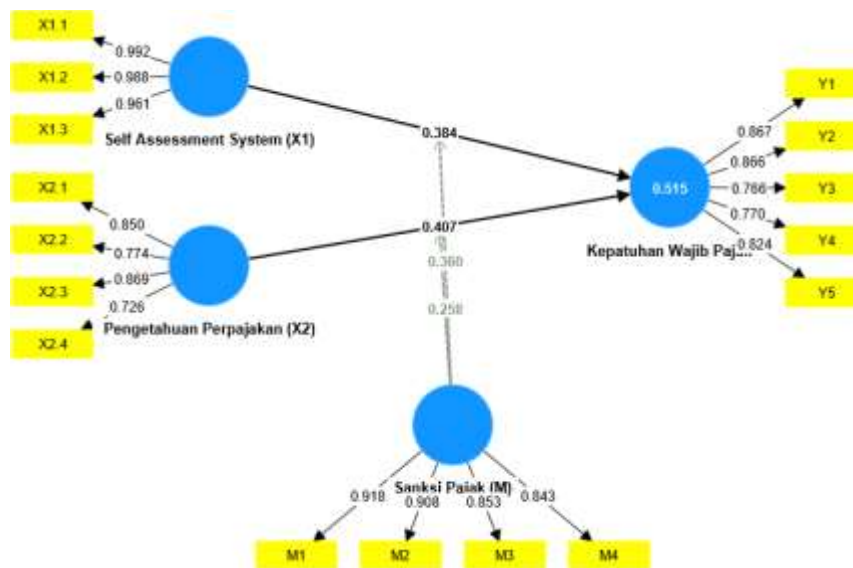 X1.1
0.992
X1.2
0.988
X1.3
0.961
Self Assessment System (X1)
0.384
Y1
0.867
Y2
0.866
0.515
0.766
Y3
0.770
Y4
0.824
Y5
Kepatuhan Wajib Paj....
X2.1
0.850
X2.2
0.774
X2.3
0.869
0.726
X2.4
Pengetahuan Perpajakan (X2)
0.407
0.360
0.250
Sanksi Pajak (M)
0.918
0.908
0.853
0.843
M1
M2
M3
M4